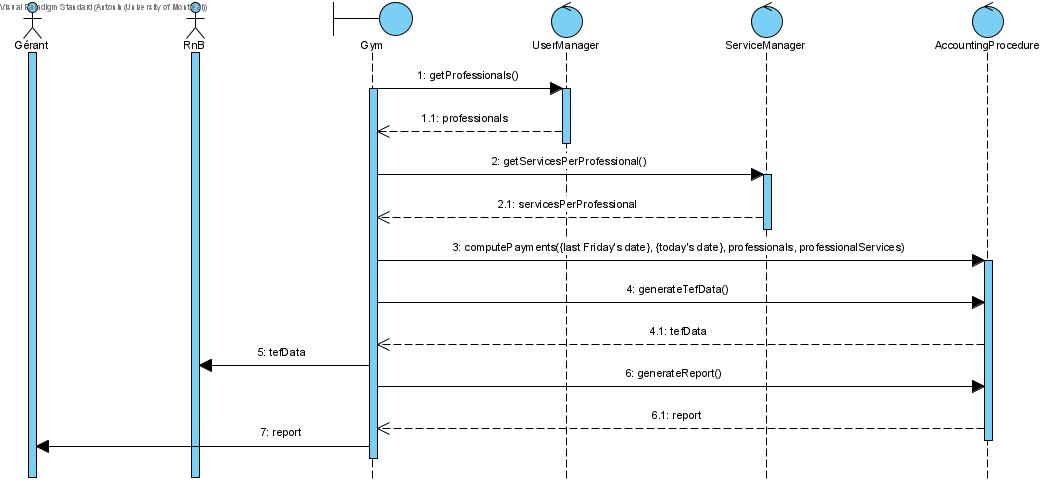 Visual Paradigm Standard (Antonin (University of Montreal))
Gérant
RnB
Gym
UserManager
ServiceManager
AccountingProcedure
1: getProfessionals()
1.1: professionals
2: getServicesPerProfessional()
2.1: servicesPerProfessional
3: computePayments({last Friday's date}, {today's date}, professionals, professionalServices)
4: generateTefData()
4.1: tefData
5: tefData
6: generateReport()
6.1: report
7: report